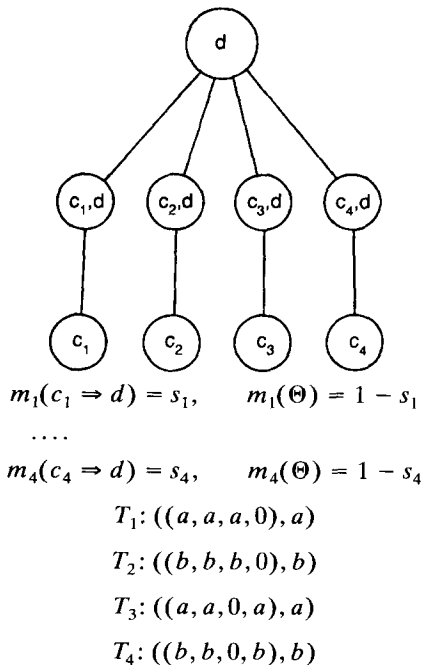 d
c₁,d c₂,d c₃,d c₄,d
c₁ c₂ c₃ c₄
m₁(c₁ ⇒ d) = s₁, m₁(Θ) = 1 − s₁
....
m₄(c₄ ⇒ d) = s₄, m₄(Θ) = 1 − s₄
T₁: ((a, a, a, 0), a)
T₂: ((b, b, b, 0), b)
T₃: ((a, a, 0, a), a)
T₄: ((b, b, 0, b), b)